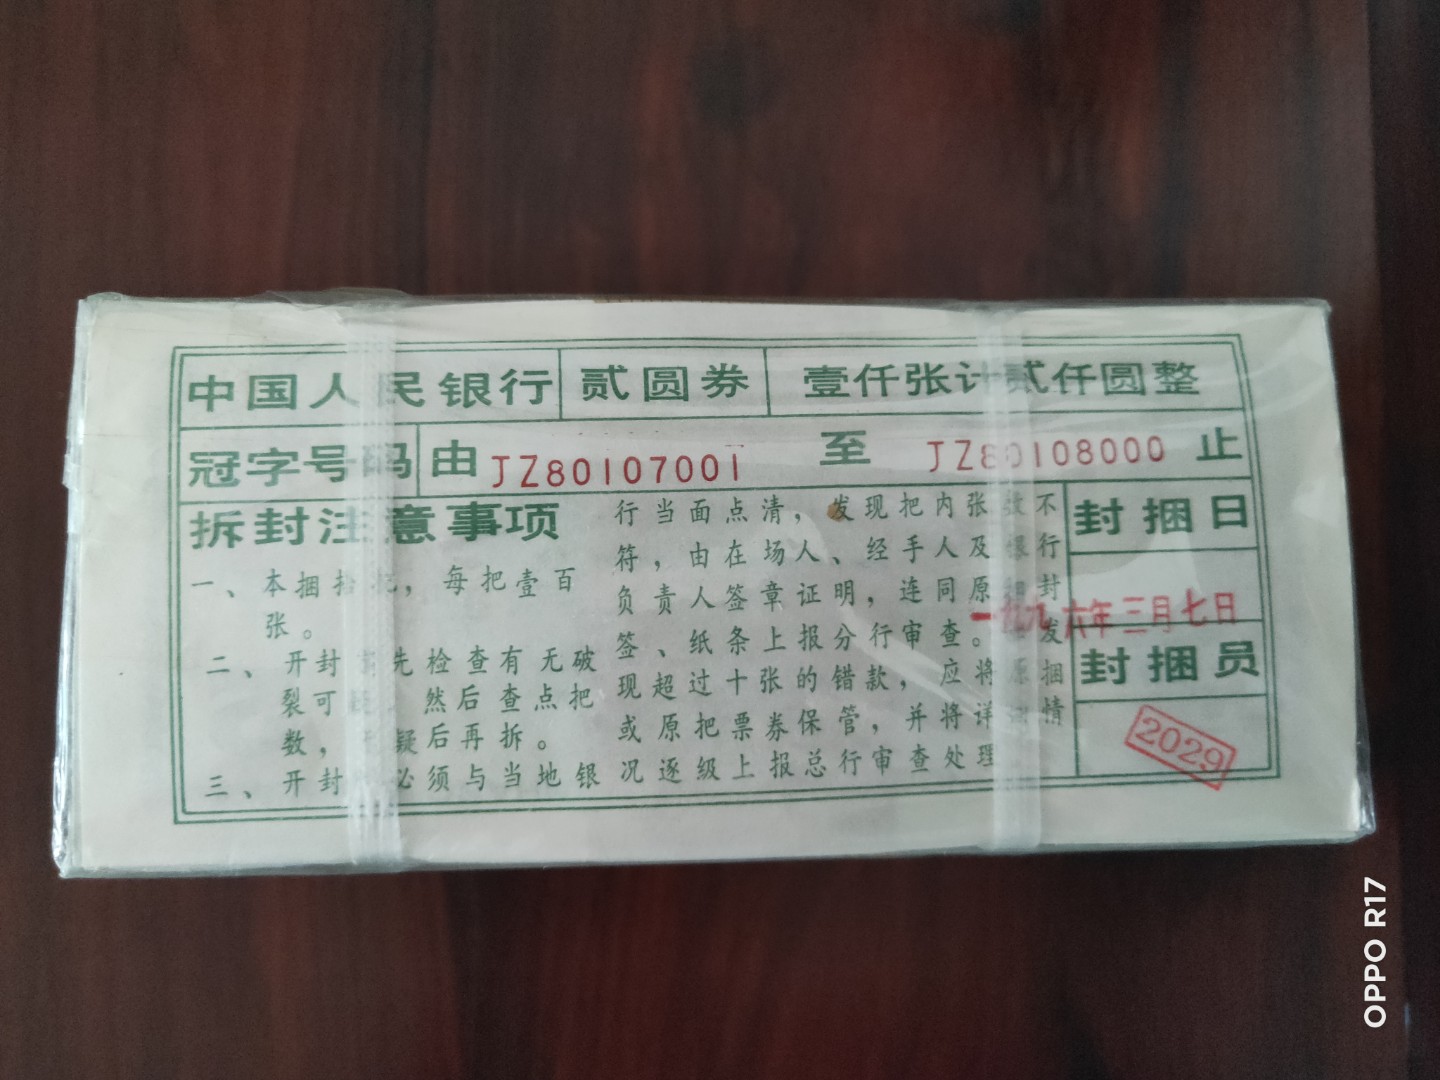 中国人民银行 贰圆券 壹仟张计贰仟圆整
冠字号码 由 JZ80107001 至 JZ80108000 止
拆封注意事项
一、本捆拾把，每把壹百
张。
二、开封前先检查有无破
裂可疑，然后查点把
数，无疑后再拆。
三、开封时必须与当地银
行当面点清，发现把内张数不
符，由在场人、经手人及银行
负责人签章证明，连同原捆封
签、纸条上报分行审查。如发
现超过十张的错款，应将原捆
或原把票券保管，并将详细情
况逐级上报总行审查处理。
封捆日
一九九六年三月七日
封捆员
2029
OPPO R17